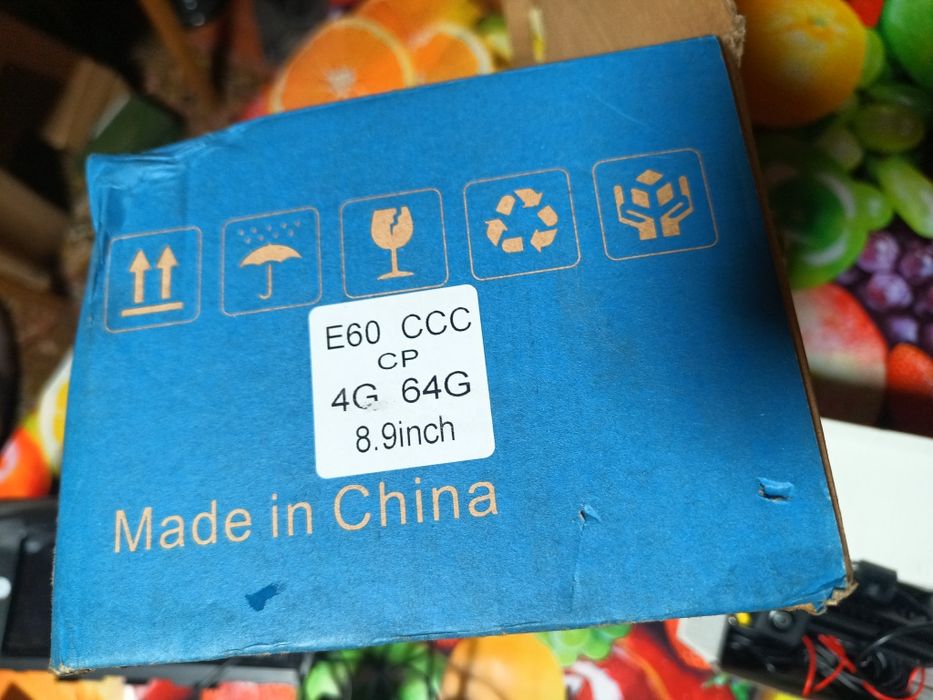 E60 CCC
CP
4G 64G
8.9inch
Made in China